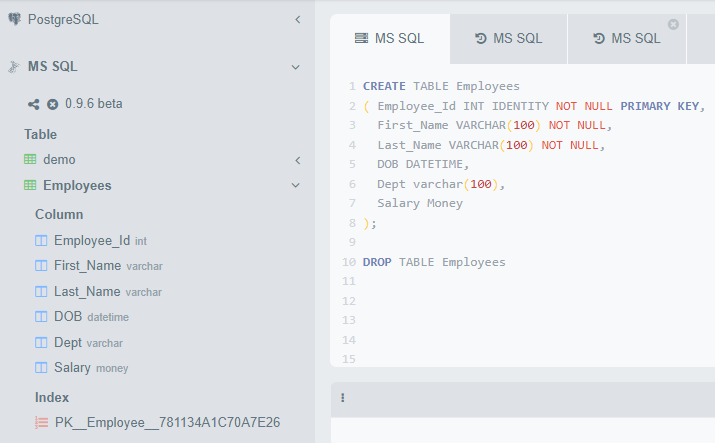 PostgreSQL
MS SQL
0.9.6 beta
Table
demo
Employees
Column
Employee_Id int
First_Name varchar
Last_Name varchar
DOB datetime
Dept varchar
Salary money
Index
PK__Employee__781134A1C70A7E26
MS SQL MS SQL MS SQL
1 CREATE TABLE Employees
2 ( Employee_Id INT IDENTITY NOT NULL PRIMARY KEY,
3 First_Name VARCHAR(100) NOT NULL,
4 Last_Name VARCHAR(100) NOT NULL,
5 DOB DATETIME,
6 Dept varchar(100),
7 Salary Money
8 );
9
10 DROP TABLE Employees
11
12
13
14
15